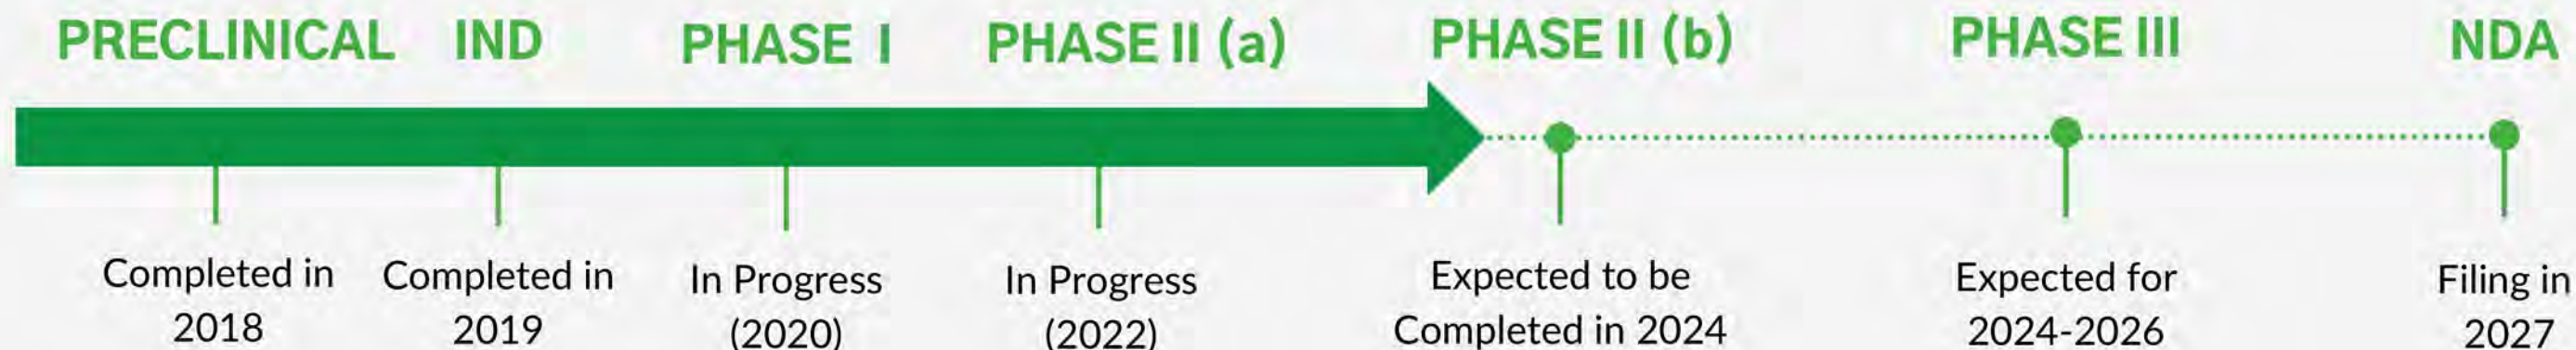 PRECLINICAL IND PHASE I PHASE II (a) PHASE II (b) PHASE III NDA
Completed in
2018
Completed in
2019
In Progress
(2020)
In Progress
(2022)
Expected to be
Completed in 2024
Expected for
2024-2026
Filing in
2027